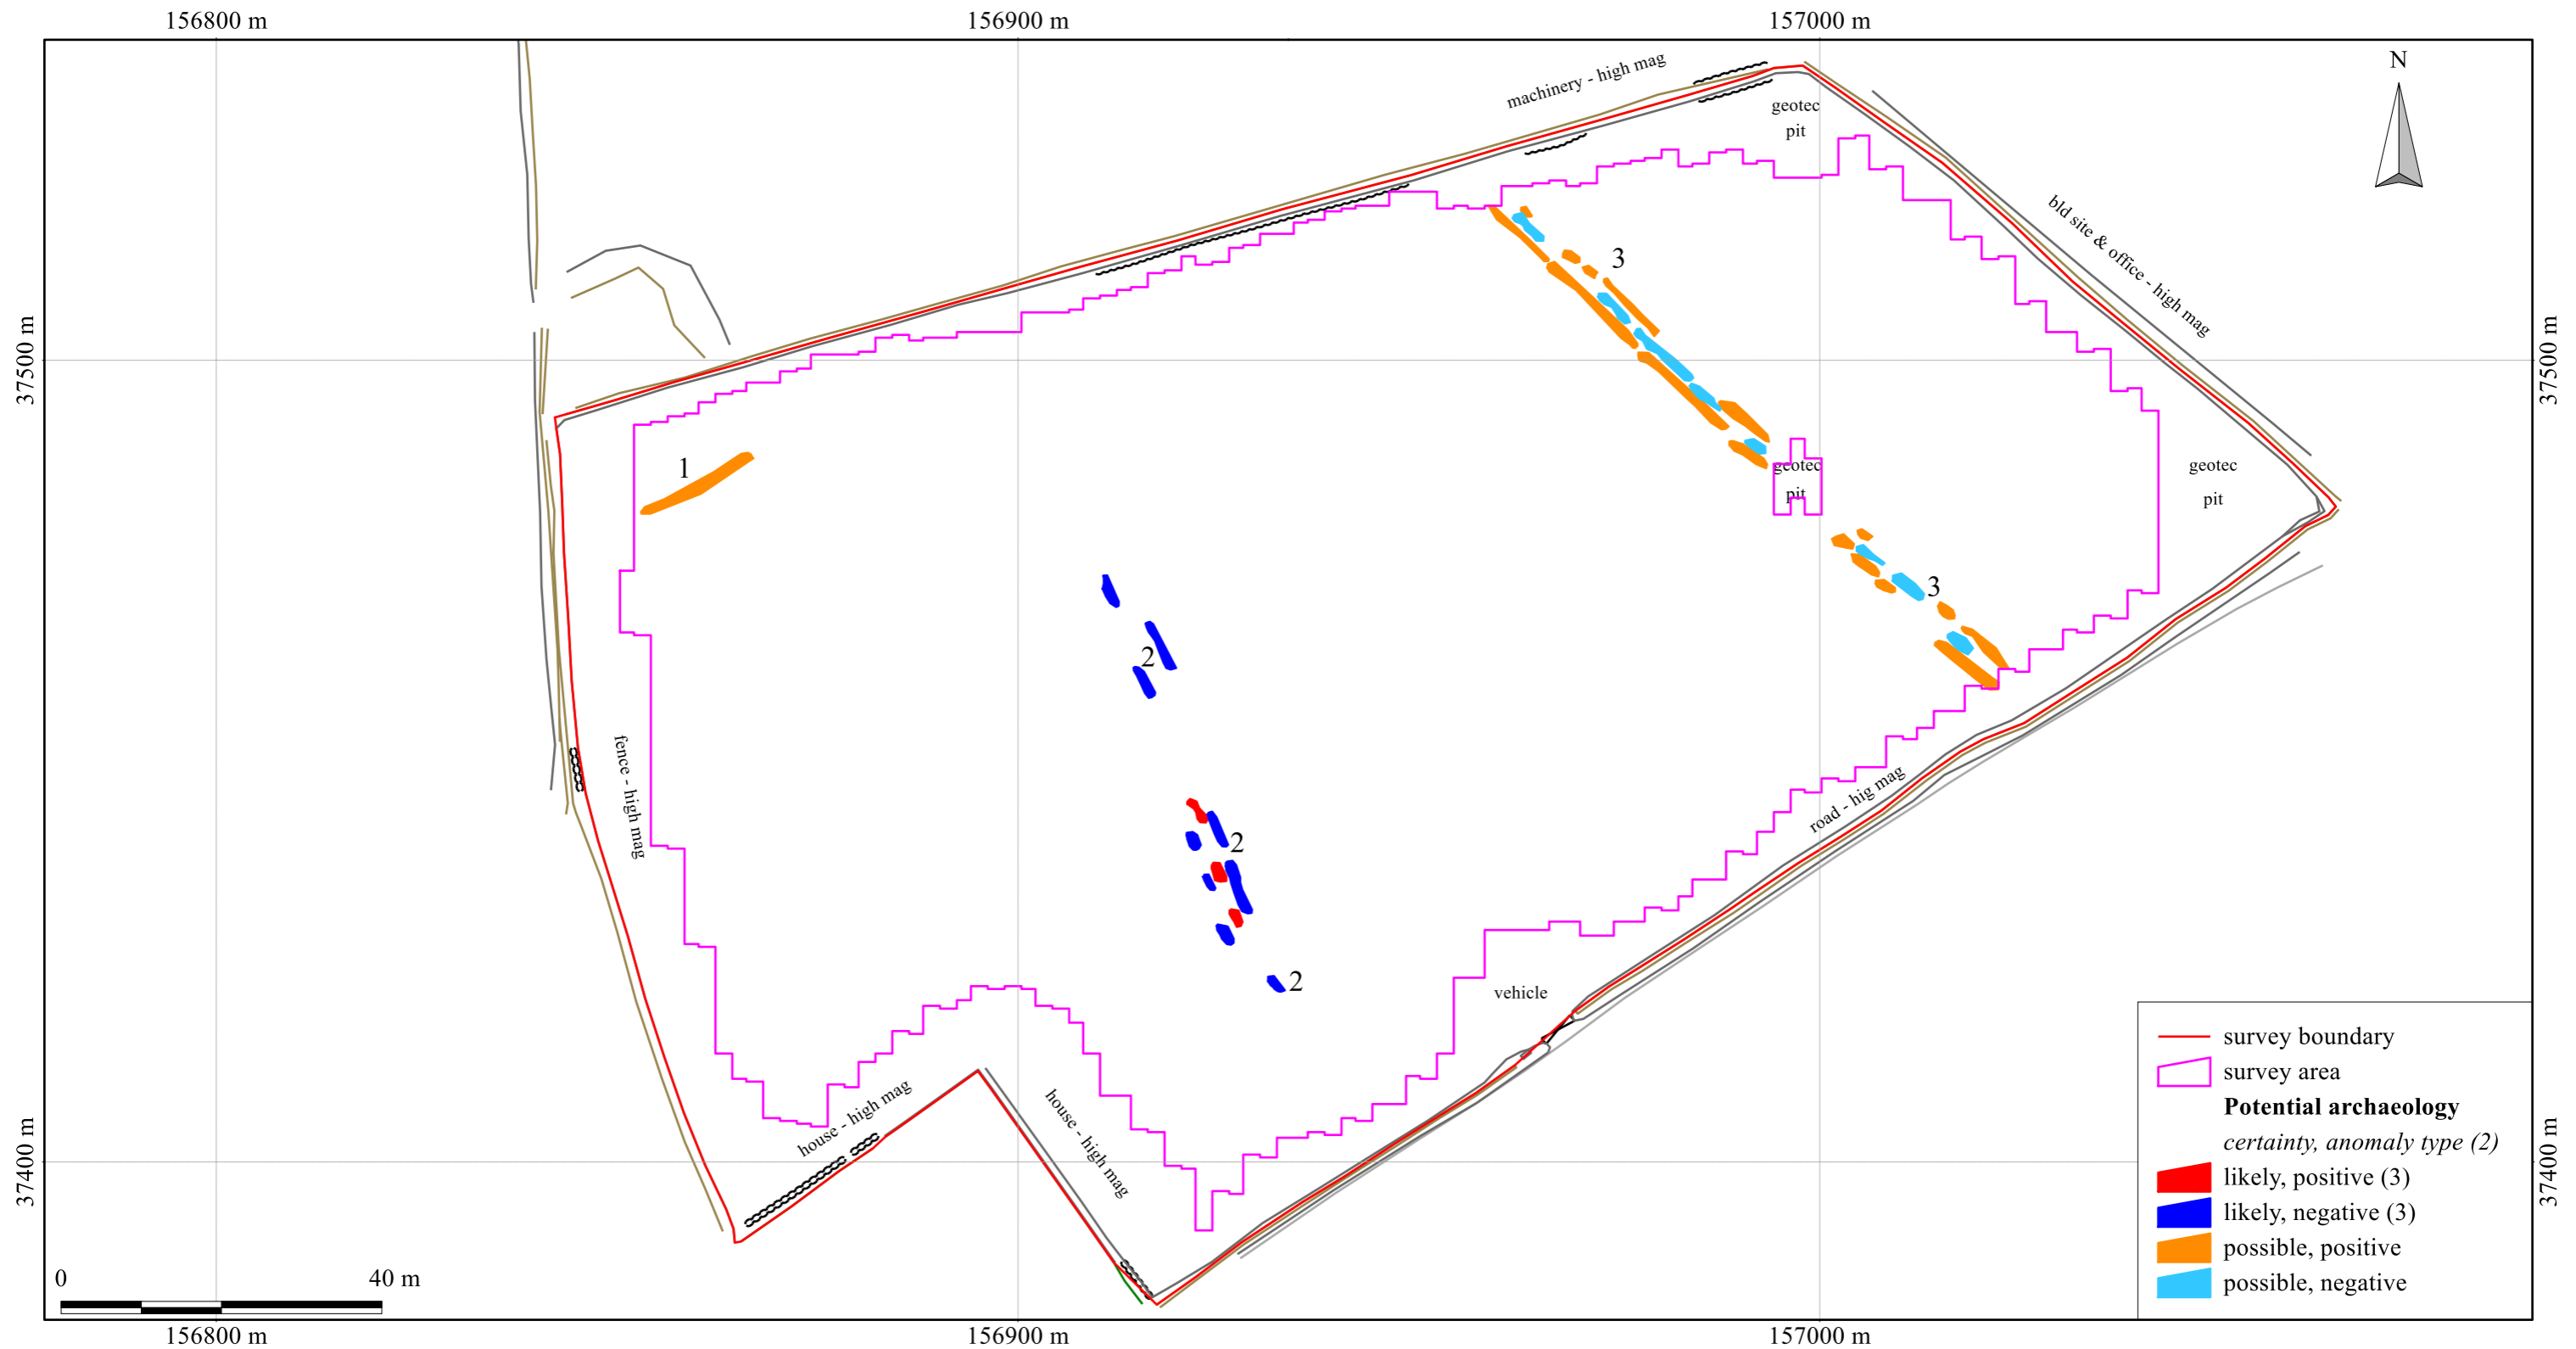 156800 m
156900 m
157000 m
N
machinery - high mag
geotec
pit
bld site & office - high mag
3
37500 m
37500 m
1
geotec
pit
geotec
pit
3
2
fence - high mag
road - hig mag
2
2
vehicle
house - high mag
house - high mag
37400 m
37400 m
survey boundary
survey area
Potential archaeology
certainty, anomaly type (2)
likely, positive (3)
likely, negative (3)
possible, positive
possible, negative
0
40 m
156800 m
156900 m
157000 m